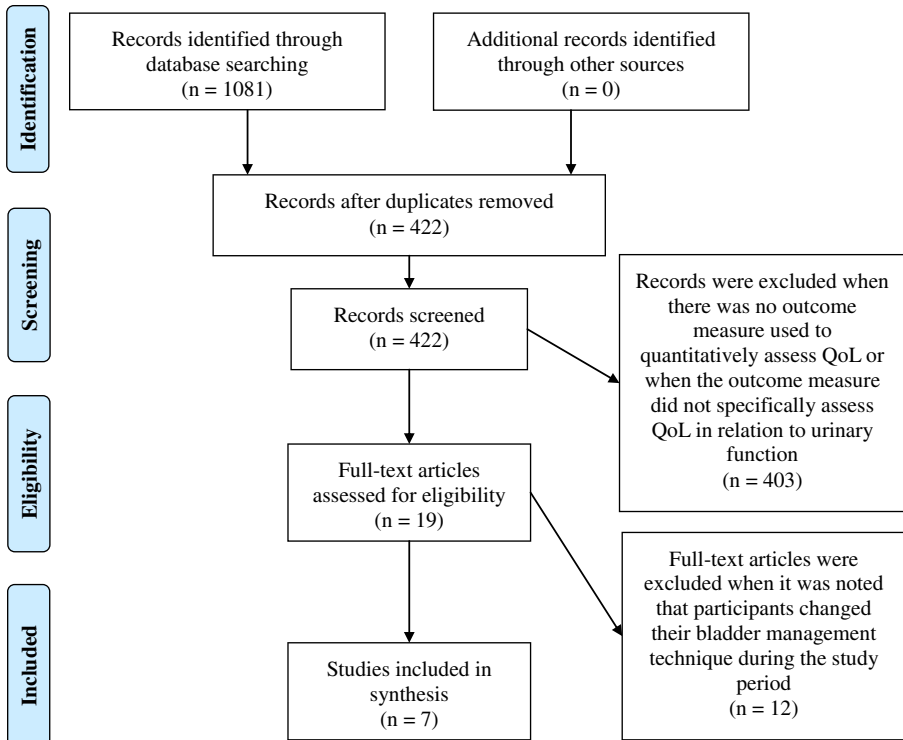 Identification
Records identified through
database searching
(n = 1081)
Additional records identified
through other sources
(n = 0)
Records after duplicates removed
(n = 422)
Screening
Records screened
(n = 422)
Records were excluded when
there was no outcome
measure used to
quantitatively assess QoL or
when the outcome measure
did not specifically assess
QoL in relation to urinary
function
(n = 403)
Eligibility
Full-text articles
assessed for eligibility
(n = 19)
Full-text articles were
excluded when it was noted
that participants changed
their bladder management
technique during the study
period
(n = 12)
Included
Studies included in
synthesis
(n = 7)